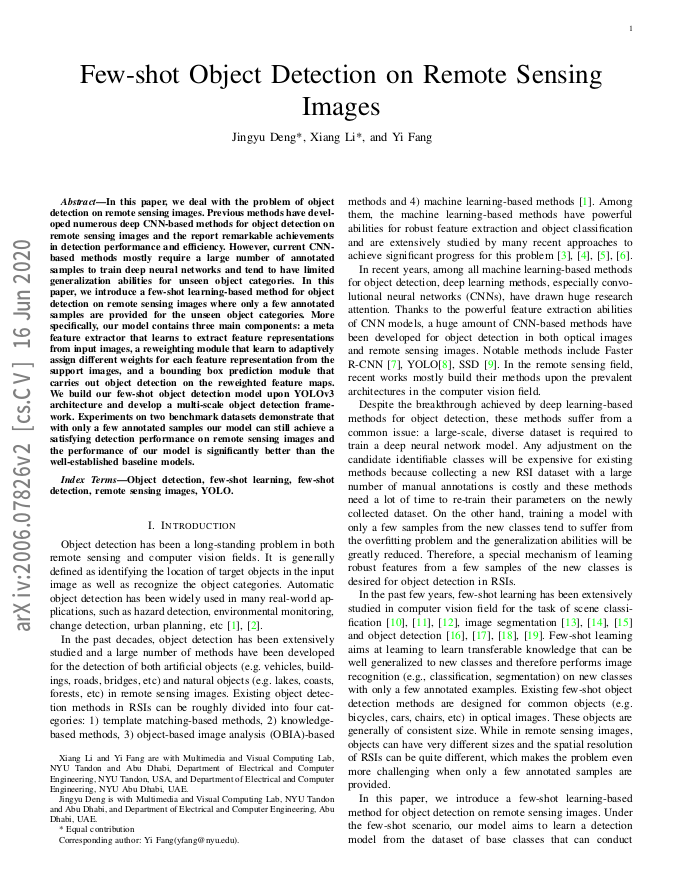 1
Few-shot Object Detection on Remote Sensing
Images
Jingyu Deng*, Xiang Li*, and Yi Fang
arXiv:2006.07826v2 [cs.CV] 16 Jun 2020
Abstract—In this paper, we deal with the problem of object
detection on remote sensing images. Previous methods have devel-
oped numerous deep CNN-based methods for object detection on
remote sensing images and the report remarkable achievements
in detection performance and efficiency. However, current CNN-
based methods mostly require a large number of annotated
samples to train deep neural networks and tend to have limited
generalization abilities for unseen object categories. In this
paper, we introduce a few-shot learning-based method for object
detection on remote sensing images where only a few annotated
samples are provided for the unseen object categories. More
specifically, our model contains three main components: a meta
feature extractor that learns to extract feature representations
from input images, a reweighting module that learn to adaptively
assign different weights for each feature representation from the
support images, and a bounding box prediction module that
carries out object detection on the reweighted feature maps.
We build our few-shot object detection model upon YOLOv3
architecture and develop a multi-scale object detection frame-
work. Experiments on two benchmark datasets demonstrate that
with only a few annotated samples our model can still achieve a
satisfying detection performance on remote sensing images and
the performance of our model is significantly better than the
well-established baseline models.
Index Terms—Object detection, few-shot learning, few-shot
detection, remote sensing images, YOLO.
I. Introduction
Object detection has been a long-standing problem in both
remote sensing and computer vision fields. It is generally
defined as identifying the location of target objects in the input
image as well as recognize the object categories. Automatic
object detection has been widely used in many real-world ap-
plications, such as hazard detection, environmental monitoring,
change detection, urban planning, etc [1], [2].
In the past decades, object detection has been extensively
studied and a large number of methods have been developed
for the detection of both artificial objects (e.g. vehicles, build-
ings, roads, bridges, etc) and natural objects (e.g. lakes, coasts,
forests, etc) in remote sensing images. Existing object detec-
tion methods in RSIs can be roughly divided into four cat-
egories: 1) template matching-based methods, 2) knowledge-
based methods, 3) object-based image analysis (OBIA)-based
Xiang Li and Yi Fang are with Multimedia and Visual Computing Lab,
NYU Tandon and Abu Dhabi, Department of Electrical and Computer
Engineering, NYU Tandon, USA, and Department of Electrical and Computer
Engineering, NYU Abu Dhabi, UAE.
Jingyu Deng is with Multimedia and Visual Computing Lab, NYU Tandon
and Abu Dhabi, and Department of Electrical and Computer Engineering, Abu
Dhabi, UAE.
* Equal contribution
Corresponding author: Yi Fang(yfang@nyu.edu).
methods and 4) machine learning-based methods [1]. Among
them, the machine learning-based methods have powerful
abilities for robust feature extraction and object classification
and are extensively studied by many recent approaches to
achieve significant progress for this problem [3], [4], [5], [6].
In recent years, among all machine learning-based methods
for object detection, deep learning methods, especially convo-
lutional neural networks (CNNs), have drawn huge research
attention. Thanks to the powerful feature extraction abilities
of CNN models, a huge amount of CNN-based methods have
been developed for object detection in both optical images
and remote sensing images. Notable methods include Faster
R-CNN [7], YOLO[8], SSD [9]. In the remote sensing field,
recent works mostly build their methods upon the prevalent
architectures in the computer vision field.
Despite the breakthrough achieved by deep learning-based
methods for object detection, these methods suffer from a
common issue: a large-scale, diverse dataset is required to
train a deep neural network model. Any adjustment on the
candidate identifiable classes will be expensive for existing
methods because collecting a new RSI dataset with a large
number of manual annotations is costly and these methods
need a lot of time to re-train their parameters on the newly
collected dataset. On the other hand, training a model with
only a few samples from the new classes tend to suffer from
the overfitting problem and the generalization abilities will be
greatly reduced. Therefore, a special mechanism of learning
robust features from a few samples of the new classes is
desired for object detection in RSIs.
In the past few years, few-shot learning has been extensively
studied in computer vision field for the task of scene classi-
fication [10], [11], [12], image segmentation [13], [14], [15]
and object detection [16], [17], [18], [19]. Few-shot learning
aims at learning to learn transferable knowledge that can be
well generalized to new classes and therefore performs image
recognition (e.g., classification, segmentation) on new classes
with only a few annotated examples. Existing few-shot object
detection methods are designed for common objects (e.g.
bicycles, cars, chairs, etc) in optical images. These objects are
generally of consistent size. While in remote sensing images,
objects can have very different sizes and the spatial resolution
of RSIs can be quite different, which makes the problem even
more challenging when only a few annotated samples are
provided.
In this paper, we introduce a few-shot learning-based
method for object detection on remote sensing images. Under
the few-shot scenario, our model aims to learn a detection
model from the dataset of base classes that can conduct